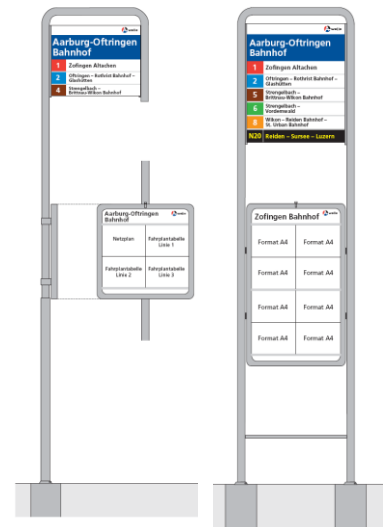 Aarburg-Oftringen
Bahnhof
1 Zofingen Altachen
2 Oftringen – Rothrist Bahnhof –
Glashütten
4 Strengelbach –
Brittnau-Wikon Bahnhof
Aarburg-Oftringen
Bahnhof
Netzplan
Fahrplantabelle
Linie 1
Fahrplantabelle
Linie 2
Fahrplantabelle
Linie 3
Aarburg-Oftringen
Bahnhof
1 Zofingen Altachen
2 Oftringen – Rothrist Bahnhof –
Glashütten
5 Strengelbach –
Brittnau-Wikon Bahnhof
6 Strengelbach –
Vordemwald
8 Wikon – Reiden Bahnhof –
St. Urban Bahnhof
N20 Reiden – Sursee – Luzern
Zofingen Bahnhof
Format A4 Format A4
Format A4 Format A4
Format A4 Format A4
Format A4 Format A4